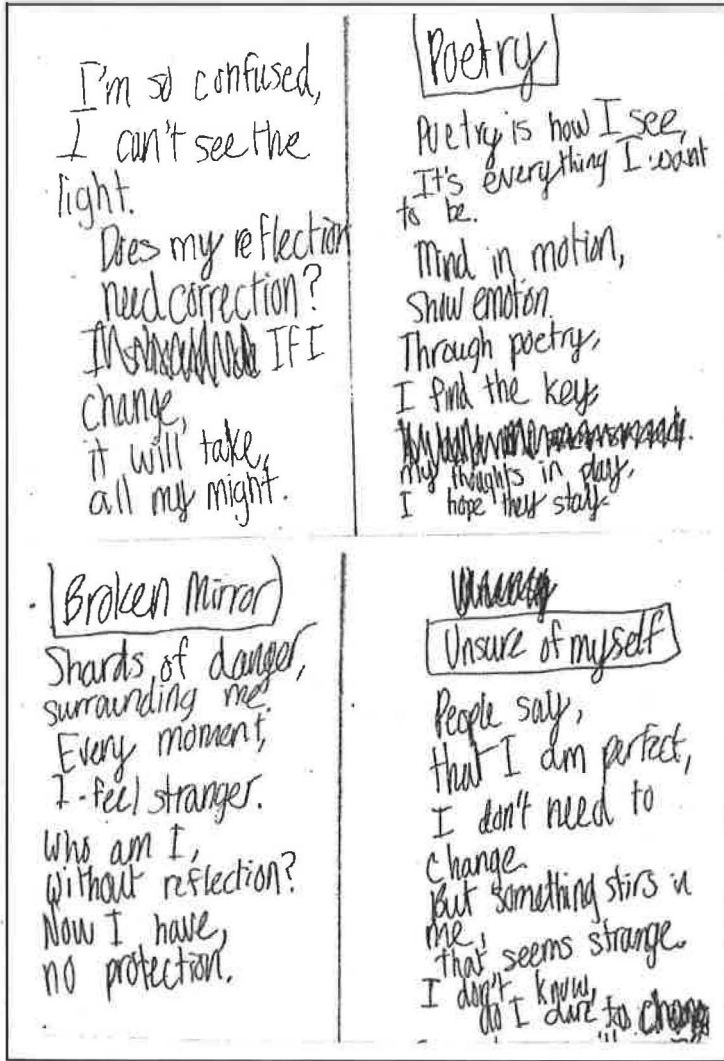 I'm so confused,
I can't see the
light.
Does my reflection
need correction?
If I
change,
it will take,
all my might.
Poetry
Poetry is how I see,
It's everything I want
to be.
Mind in motion,
Show emotion.
Through poetry,
I find the key,
my thoughts in play,
I hope they stay.
Broken Mirror
Shards of danger,
surrounding me.
Every moment,
I feel stranger.
Who am I,
without reflection?
Now I have,
no protection.
Unsure of myself
People say,
that I am perfect,
I don't need to
change.
But something stirs in
me,
that seems strange.
I don't know,
do I dare to